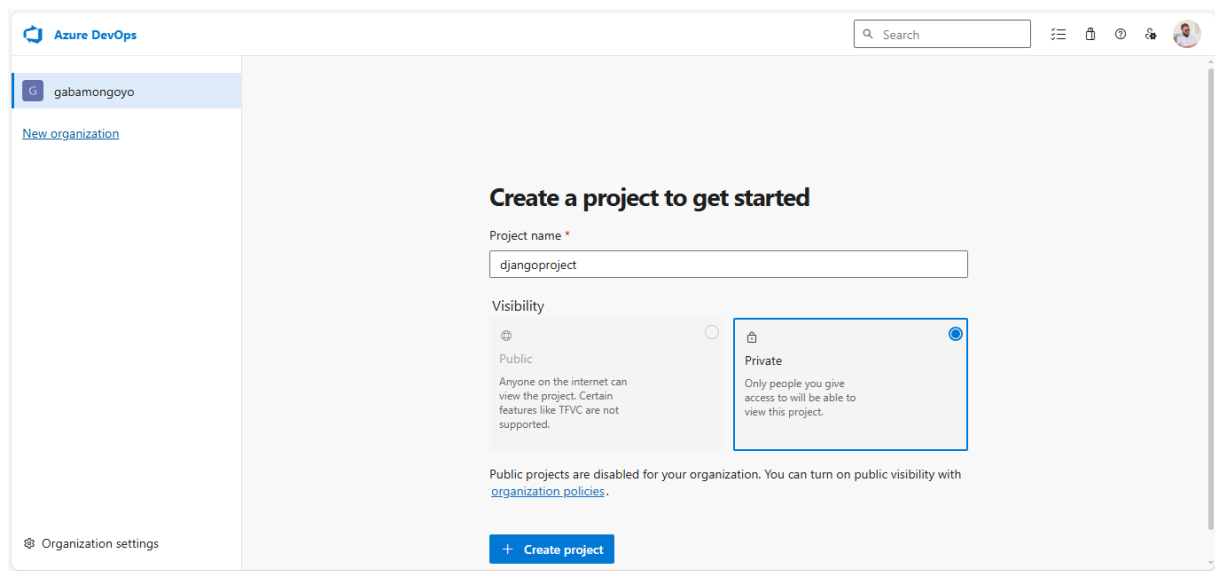 Azure DevOps
Search
G gabamongoyo
New organization
Create a project to get started
Project name *
djangoproject
Visibility
Public
Anyone on the internet can
view the project. Certain
features like TFVC are not
supported.
Private
Only people you give
access to will be able to
view this project.
Public projects are disabled for your organization. You can turn on public visibility with
organization policies.
Organization settings
+ Create project